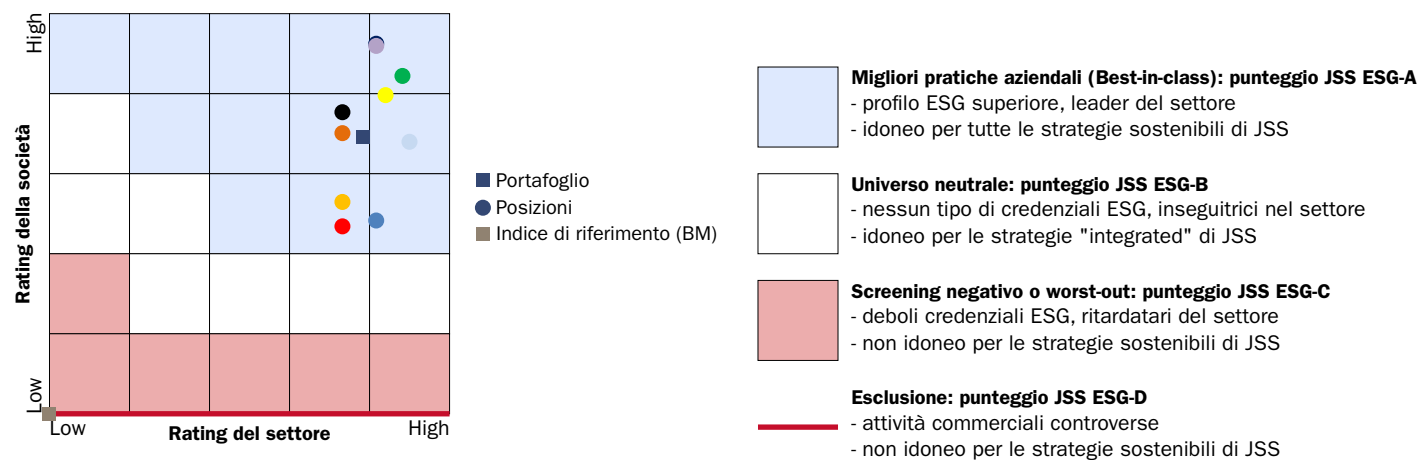 High
Rating della società
Low
Low
Rating del settore
High
Portafoglio
Posizioni
Indice di riferimento (BM)
Migliori pratiche aziendali (Best-in-class): punteggio JSS ESG-A
- profilo ESG superiore, leader del settore
- idoneo per tutte le strategie sostenibili di JSS
Universo neutrale: punteggio JSS ESG-B
- nessun tipo di credenziali ESG, inseguitrici nel settore
- idoneo per le strategie "integrated" di JSS
Screening negativo o worst-out: punteggio JSS ESG-C
- deboli credenziali ESG, ritardatari del settore
- non idoneo per le strategie sostenibili di JSS
Esclusione: punteggio JSS ESG-D
- attività commerciali controverse
- non idoneo per le strategie sostenibili di JSS